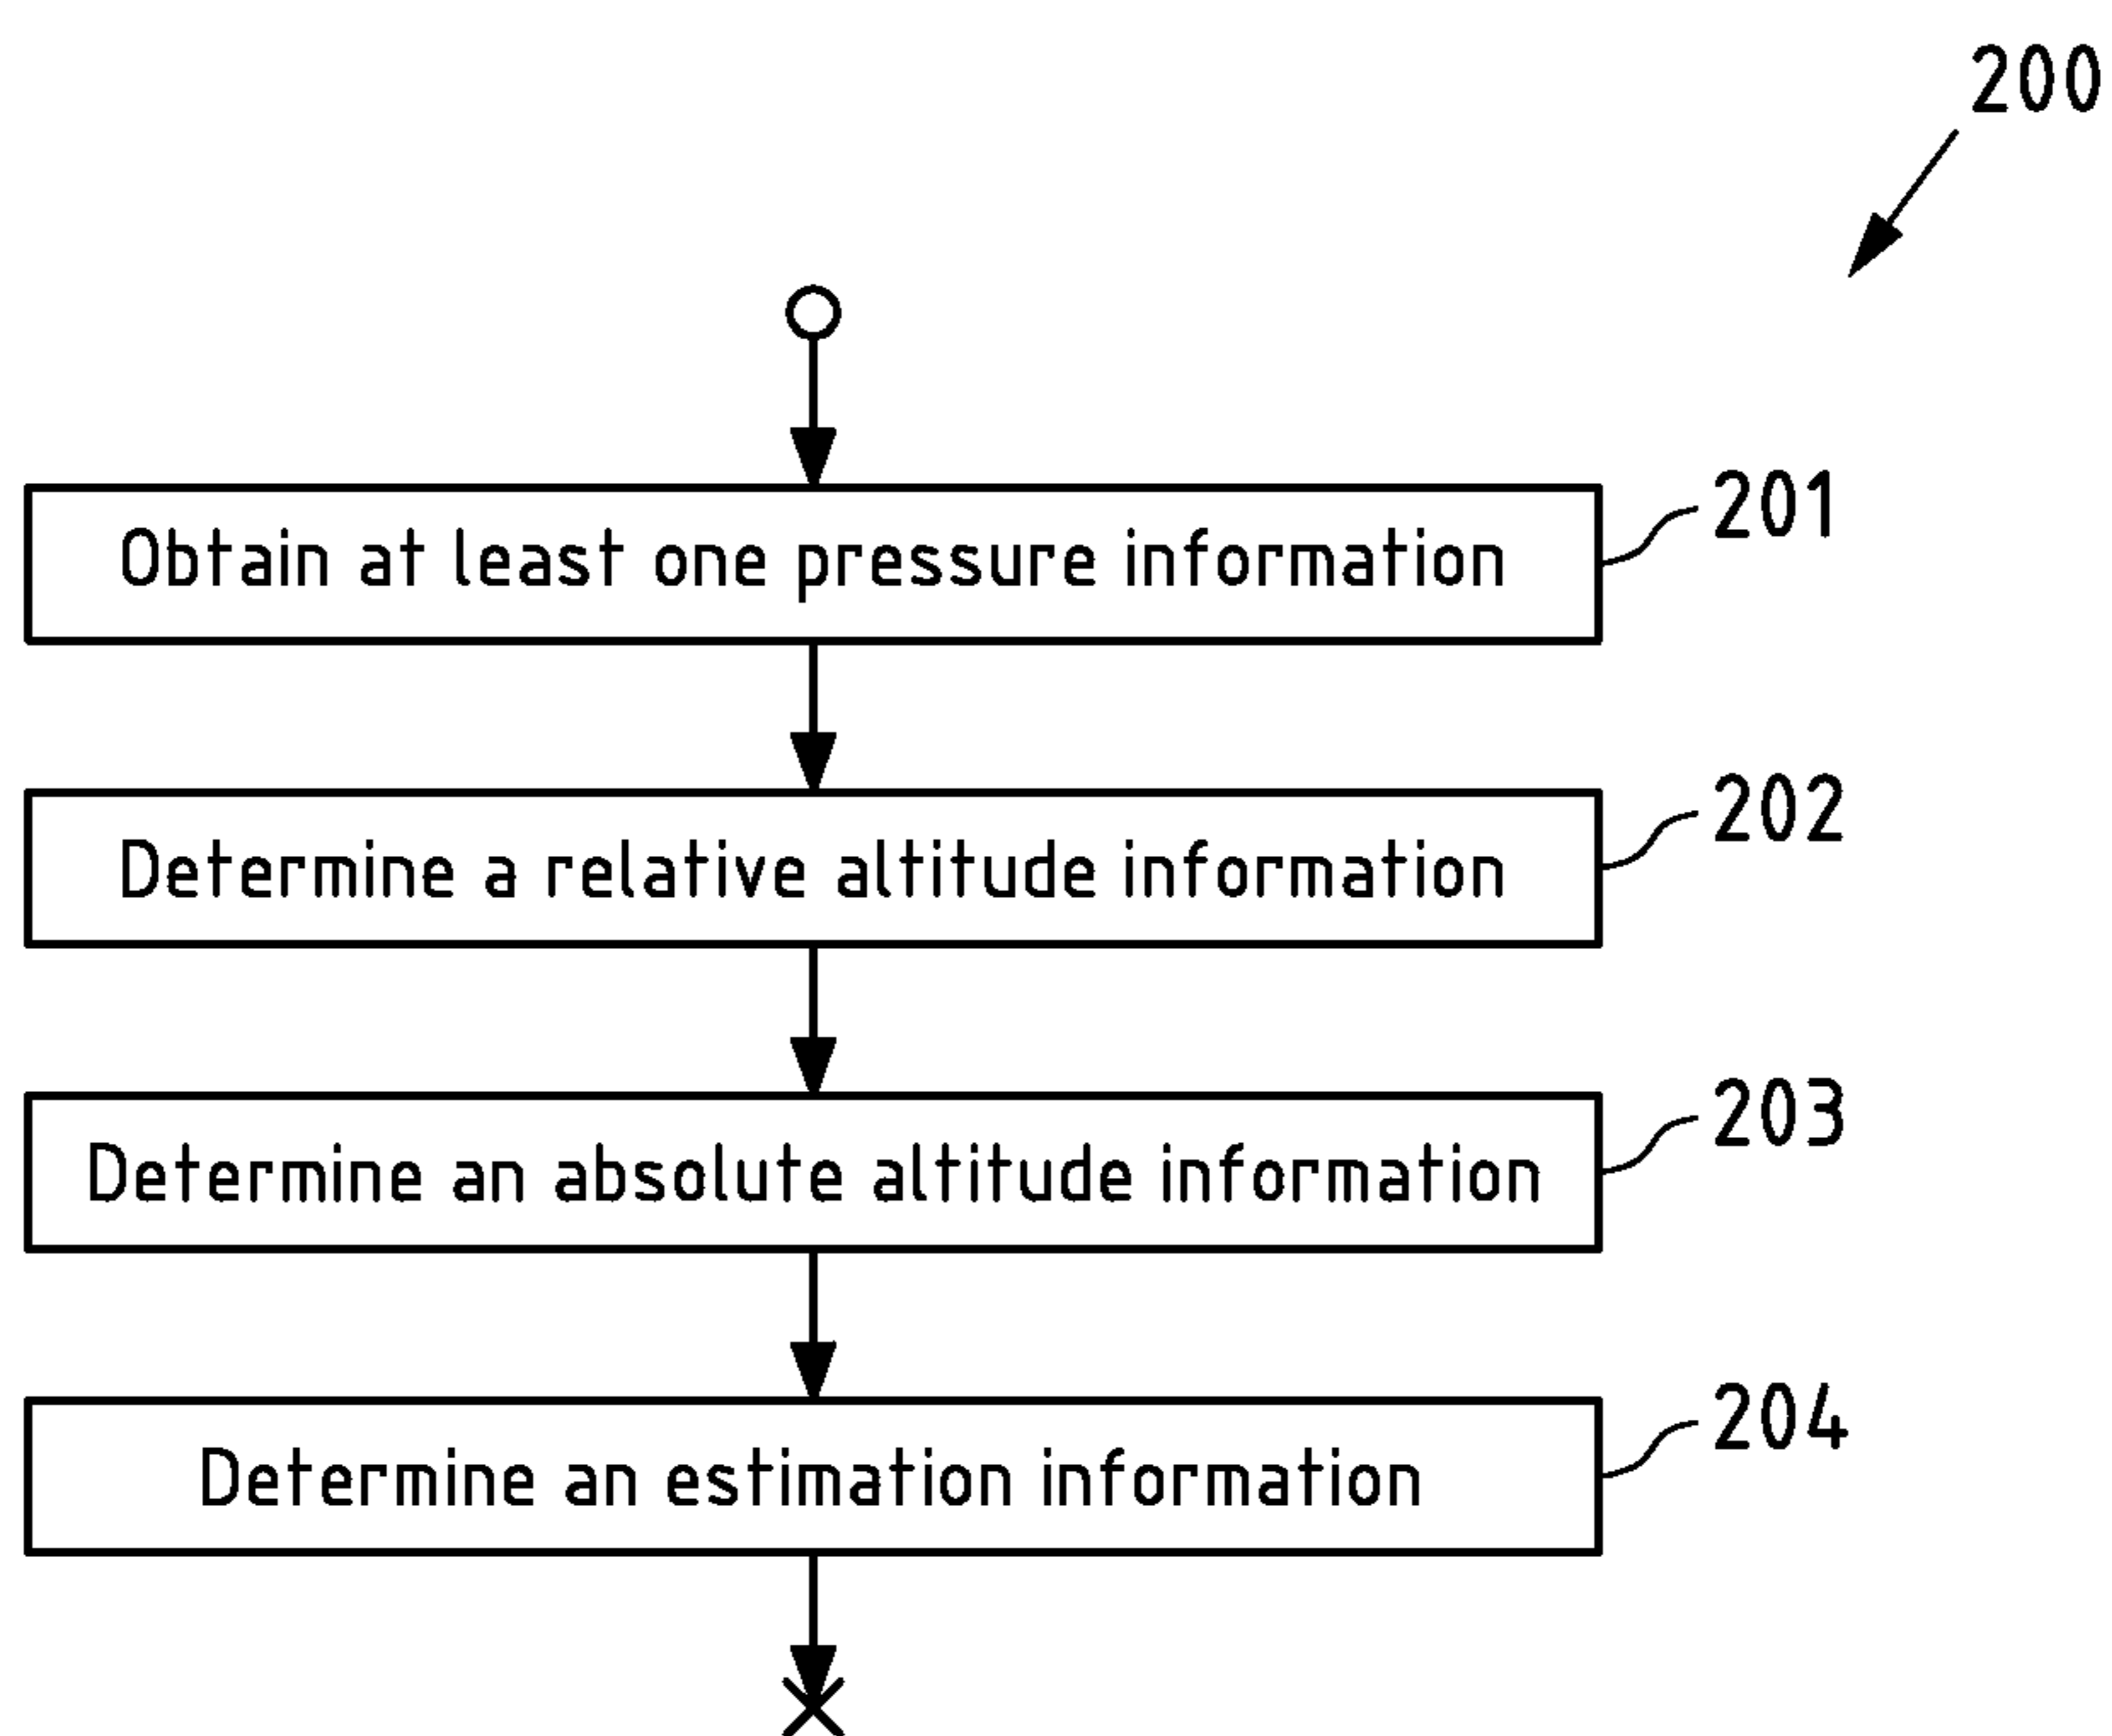 200
Obtain at least one pressure information
201
Determine a relative altitude information
202
Determine an absolute altitude information
203
Determine an estimation information
204